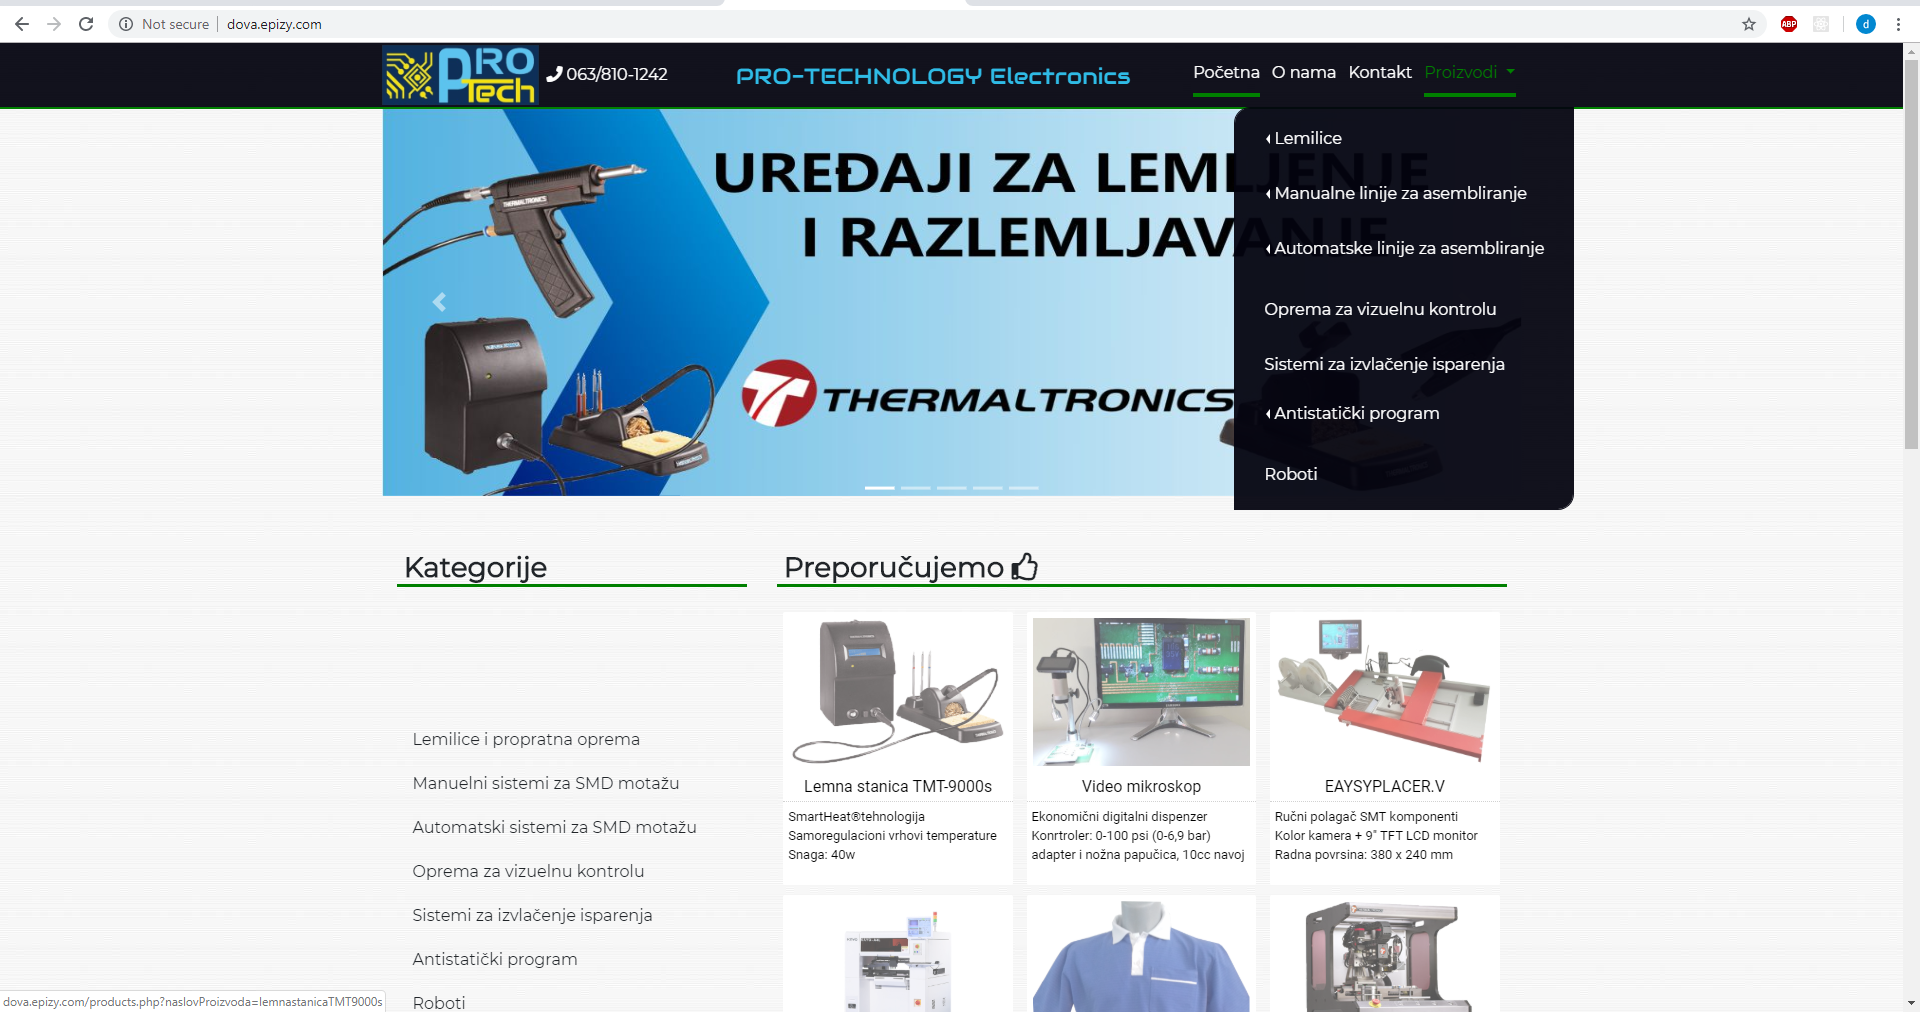 Not secure
dova.epizy.com
ABP
d
PRO
Tech
063/810-1242
PRO-TECHNOLOGY Electronics
Početna
O nama
Kontakt
Proizvodi
UREĐAJI ZA LEMLJENJE
I RAZLEMLJAVANJE
THERMALTRONICS
THERMALTRONICS
Lemilice
Manualne linije za asembliranje
Automatske linije za asembliranje
Oprema za vizuelnu kontrolu
Sistemi za izvlačenje isparenja
Antistatički program
Roboti
Kategorije
Lemilice i propratna oprema
Manuelni sistemi za SMD motažu
Automatski sistemi za SMD motažu
Oprema za vizuelnu kontrolu
Sistemi za izvlačenje isparenja
Antistatički program
Roboti
Preporučujemo
Lemna stanica TMT-9000s
SmartHeat®tehnologija
Samoregulacioni vrhovi temperature
Snaga: 40w
Video mikroskop
Ekonomični digitalni dispenzer
Konrtroler: 0-100 psi (0-6,9 bar)
adapter i nožna papučica, 10cc navoj
EAYSYPLACER.V
Ručni polagač SMT komponenti
Kolor kamera + 9" TFT LCD monitor
Radna povrsina: 380 x 240 mm
dova.epizy.com/products.php?naslovProizvoda=lemnastanicaTMT9000s